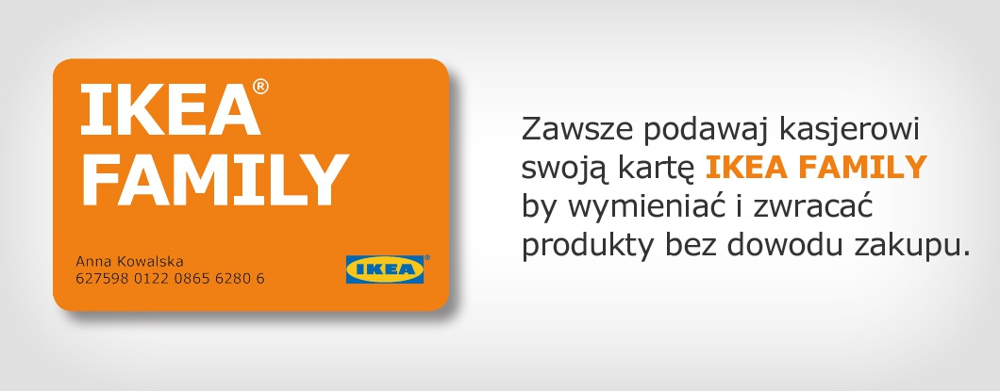 IKEA®
FAMILY
Anna Kowalska
627598 0122 0865 6280 6
IKEA®
Zawsze podawaj kasjerowi
swoją kartę IKEA FAMILY
by wymieniać i zwracać
produkty bez dowodu zakupu.